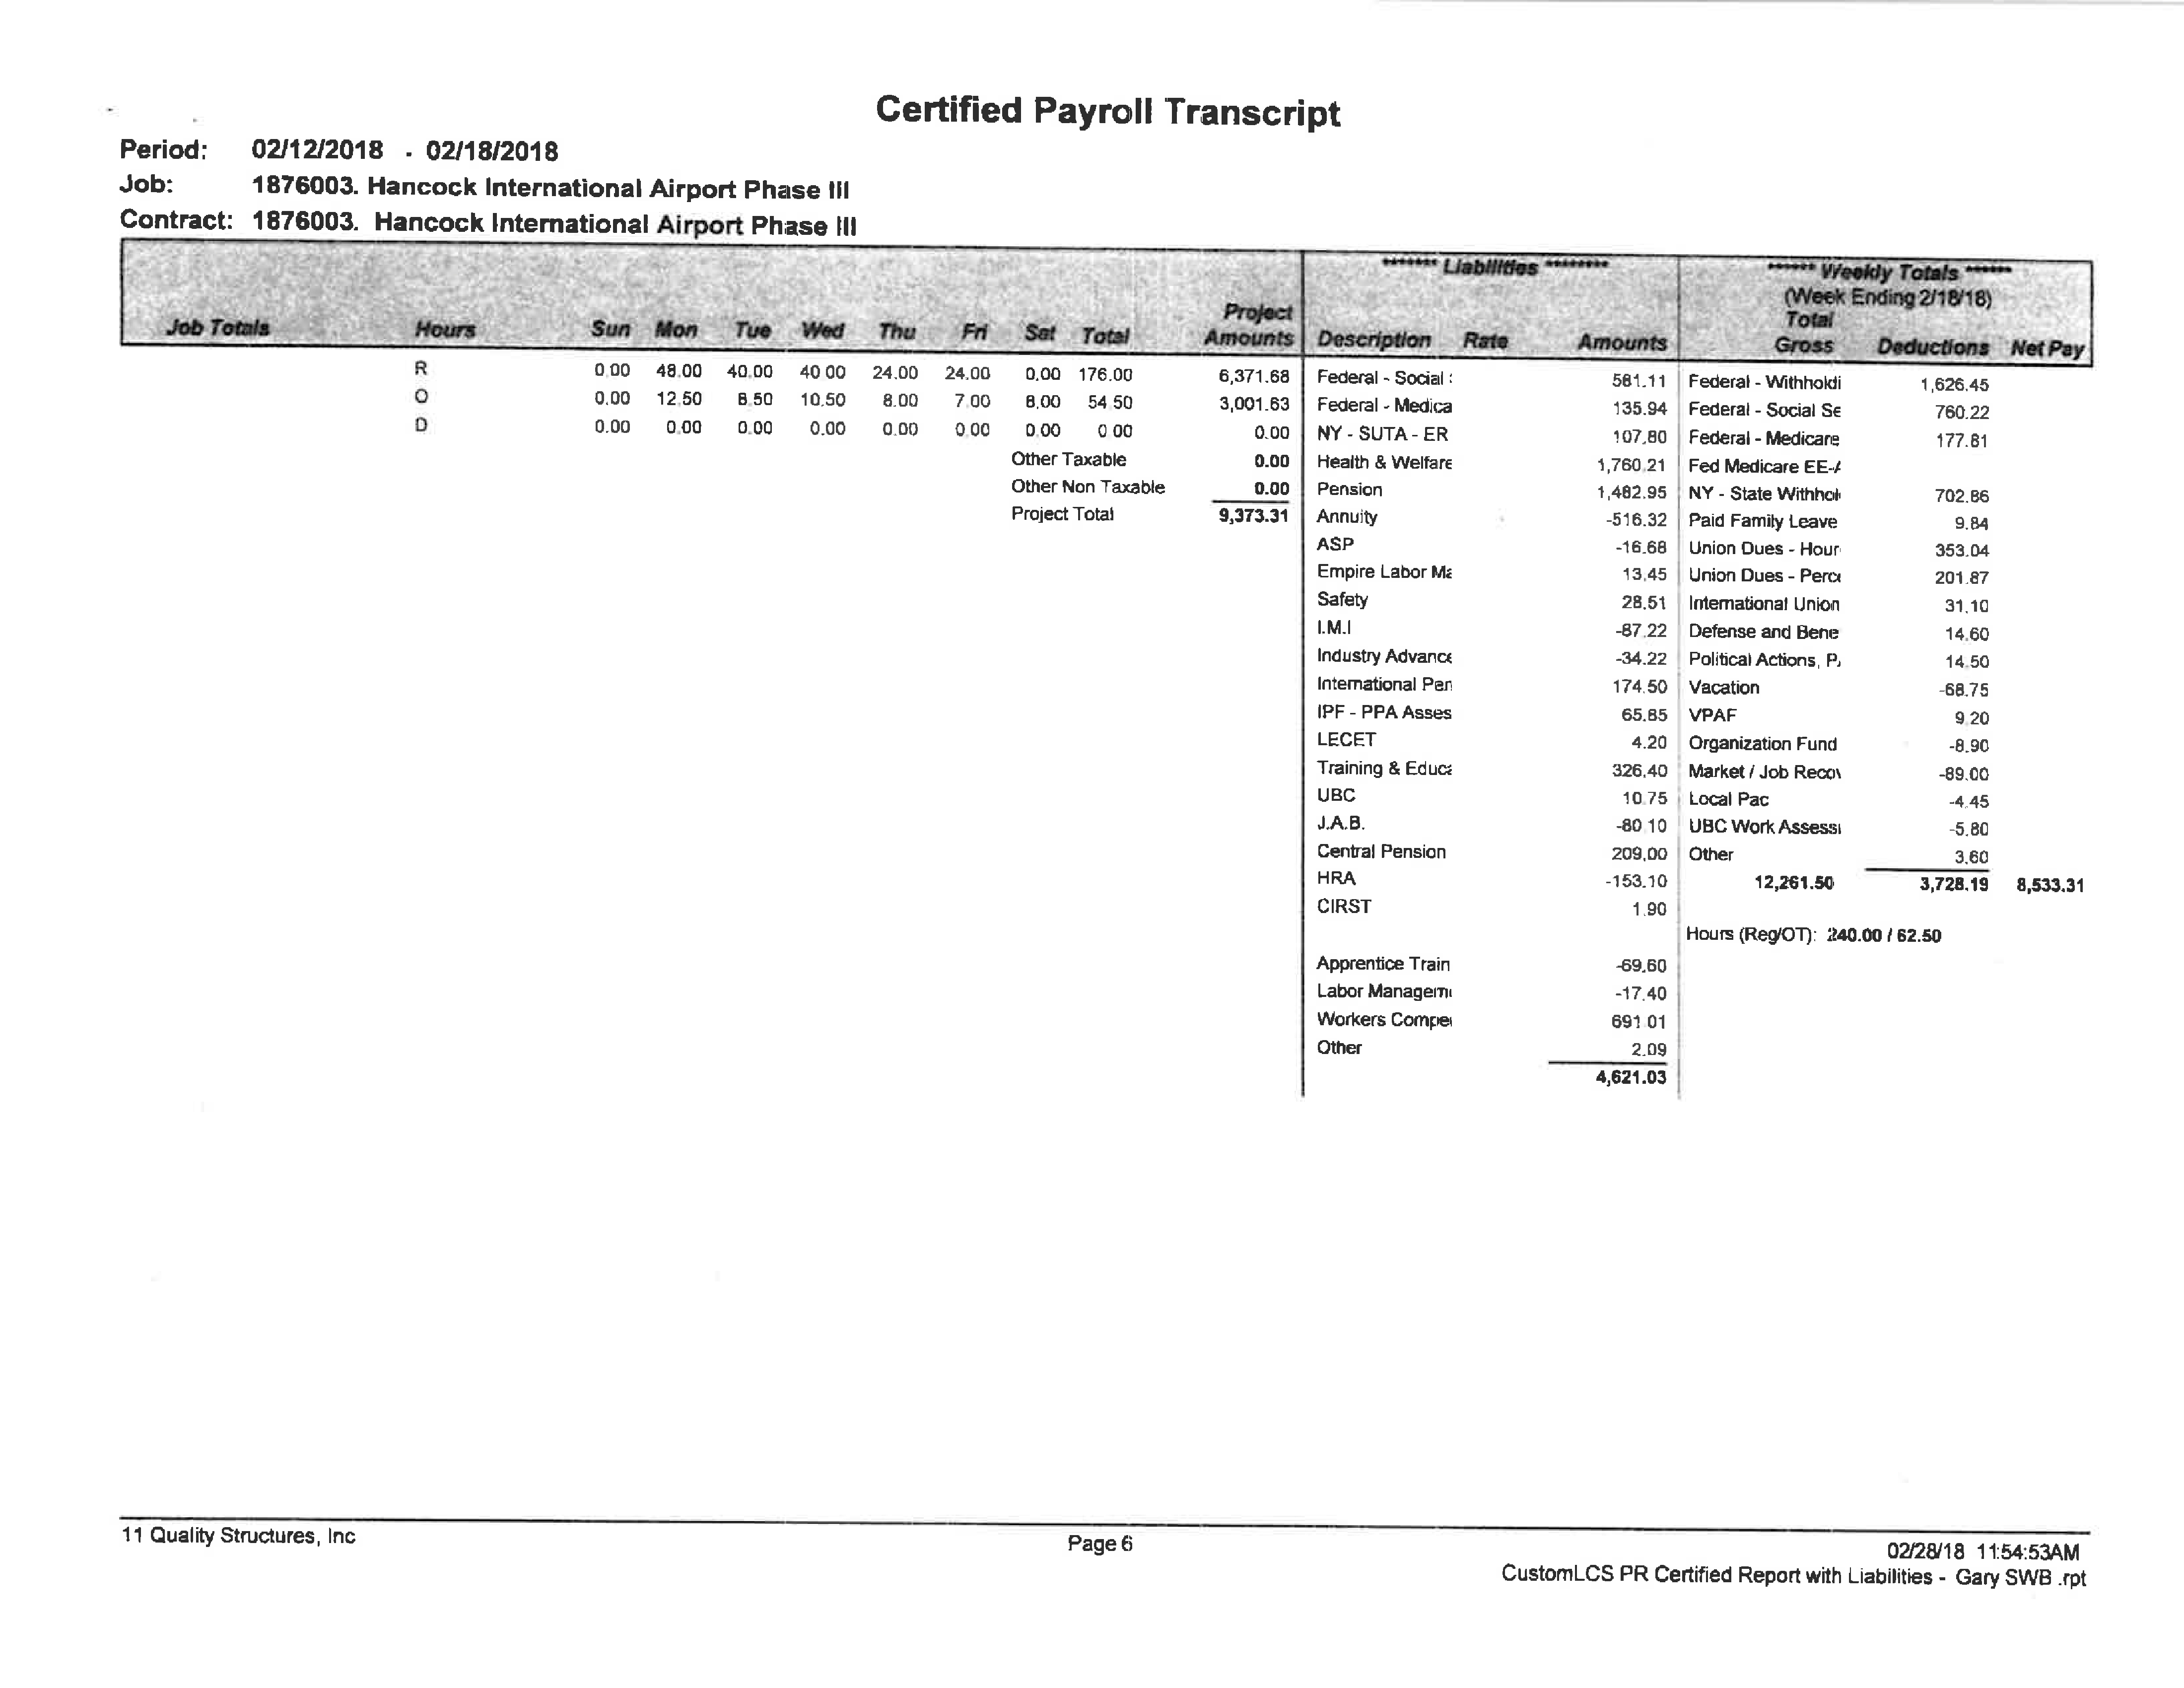 Certified Payroll Transcript
Period: 02/12/2018 - 02/18/2018
Job: 1876003. Hancock International Airport Phase III
Contract: 1876003. Hancock International Airport Phase III
******* Liabilities ******** ****** Weekly Totals ******
(Week Ending 2/18/18)
Job Totals Hours Sun Mon Tue Wed Thu Fri Sat Total Project Amounts Description Rate Amounts Total Gross Deductions Net Pay
R 0.00 48.00 40.00 40.00 24.00 24.00 0.00 176.00 6,371.68 Federal - Social 581.11 Federal - Withholdi 1,626.45
O 0.00 12.50 8.50 10.50 8.00 7.00 8.00 54.50 3,001.63 Federal - Medica 135.94 Federal - Social Se 760.22
D 0.00 0.00 0.00 0.00 0.00 0.00 0.00 0.00 0.00 NY - SUTA - ER 107.80 Federal - Medicare 177.81
Other Taxable 0.00 Health & Welfare 1,760.21 Fed Medicare EE-A
Other Non Taxable 0.00 Pension 1,482.95 NY - State Withhol 702.86
Project Total 9,373.31 Annuity -516.32 Paid Family Leave 9.84
ASP -16.68 Union Dues - Hour 353.04
Empire Labor Ma 13.45 Union Dues - Perce 201.87
Safety 28.51 International Union 31.10
I.M.I -87.22 Defense and Bene 14.60
Industry Advance -34.22 Political Actions, P 14.50
International Pen 174.50 Vacation -68.75
IPF - PPA Asses 65.85 VPAF 9.20
LECET 4.20 Organization Fund -8.90
Training & Educa 326.40 Market / Job Recov -89.00
UBC 10.75 Local Pac -4.45
J.A.B. -80.10 UBC Work Assess -5.80
Central Pension 209.00 Other 3.60
HRA -153.10 12,261.50 3,728.19 8,533.31
CIRST 1.90
Hours (Reg/OT): 240.00 / 62.50
Apprentice Train -69.60
Labor Manageme -17.40
Workers Compe 691.01
Other 2.09
4,621.03
11 Quality Structures, Inc Page 6 02/28/18 11:54:53AM
CustomLCS PR Certified Report with Liabilities - Gary SWB .rpt